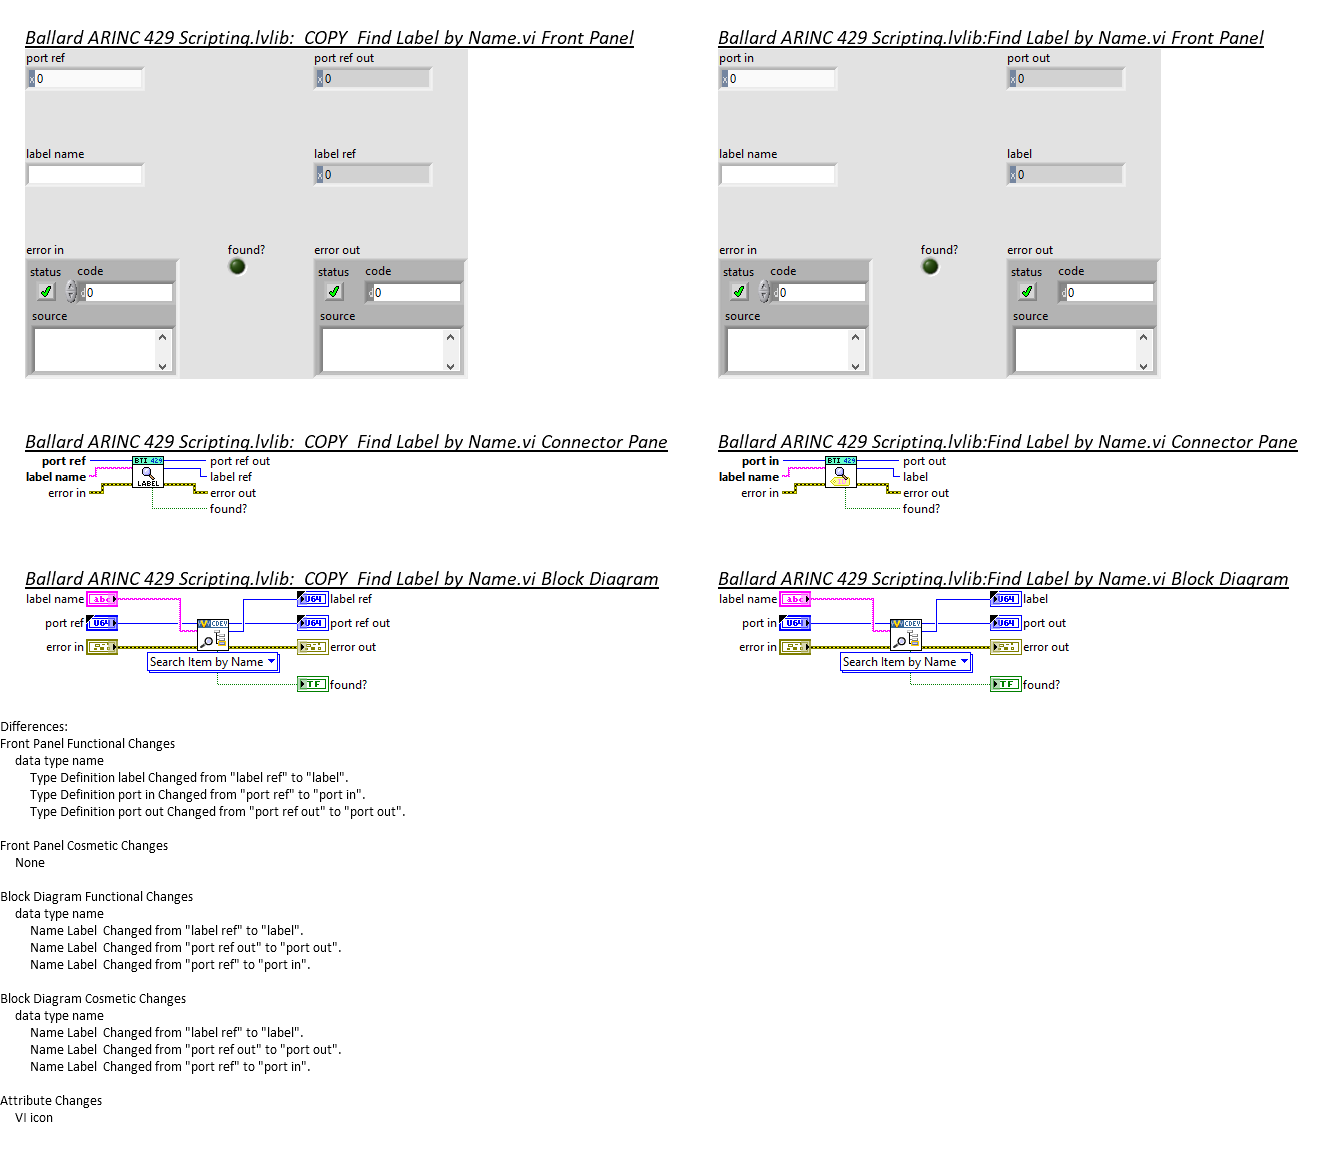 Ballard ARINC 429 Scripting.lvlib:_COPY_Find Label by Name.vi Front Panel
port ref
x 0
port ref out
x 0
label name
label ref
x 0
error in
found?
error out
status
code
d 0
source
status
code
d 0
source
Ballard ARINC 429 Scripting.lvlib:Find Label by Name.vi Front Panel
port in
x 0
port out
x 0
label name
label
x 0
error in
found?
error out
status
code
d 0
source
status
code
d 0
source
Ballard ARINC 429 Scripting.lvlib:_COPY_Find Label by Name.vi Connector Pane
port ref
label name
error in
BTI 429
LABEL
port ref out
label ref
error out
found?
Ballard ARINC 429 Scripting.lvlib:Find Label by Name.vi Connector Pane
port in
label name
error in
BTI 429
port out
label
error out
found?
Ballard ARINC 429 Scripting.lvlib:_COPY_Find Label by Name.vi Block Diagram
label name
abc
U64
label ref
port ref
U64
CDEV
U64
port ref out
error in
error out
Search Item by Name
TF
found?
Ballard ARINC 429 Scripting.lvlib:Find Label by Name.vi Block Diagram
label name
abc
U64
label
port in
U64
CDEV
U64
port out
error in
error out
Search Item by Name
TF
found?
Differences:
Front Panel Functional Changes
data type name
Type Definition label Changed from "label ref" to "label".
Type Definition port in Changed from "port ref" to "port in".
Type Definition port out Changed from "port ref out" to "port out".
Front Panel Cosmetic Changes
None
Block Diagram Functional Changes
data type name
Name Label  Changed from "label ref" to "label".
Name Label  Changed from "port ref out" to "port out".
Name Label  Changed from "port ref" to "port in".
Block Diagram Cosmetic Changes
data type name
Name Label  Changed from "label ref" to "label".
Name Label  Changed from "port ref out" to "port out".
Name Label  Changed from "port ref" to "port in".
Attribute Changes
VI icon